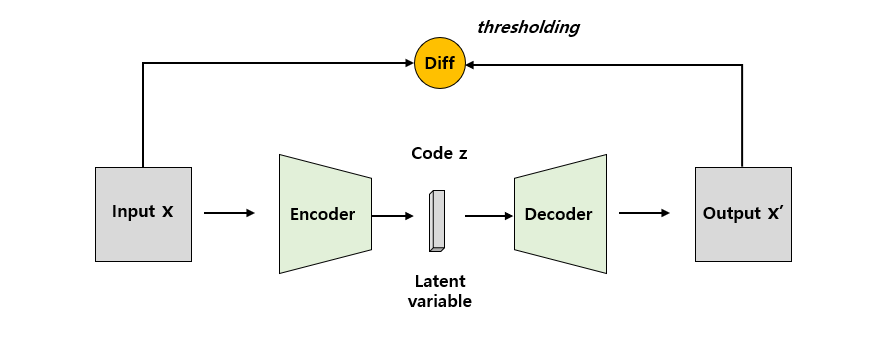 thresholding
Diff
Code z
Input X
Encoder
Decoder
Output X′
Latent
variable